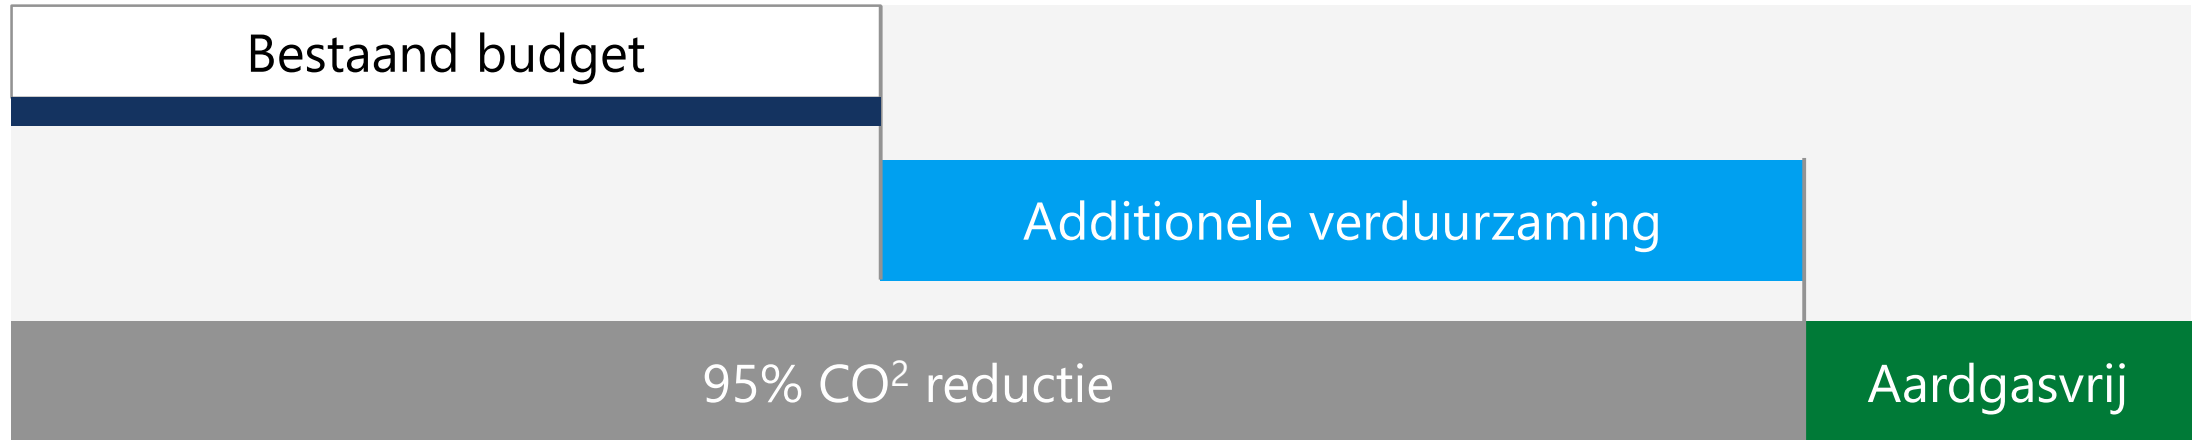 Bestaand budget
Additionele verduurzaming
95% CO² reductie
Aardgasvrij